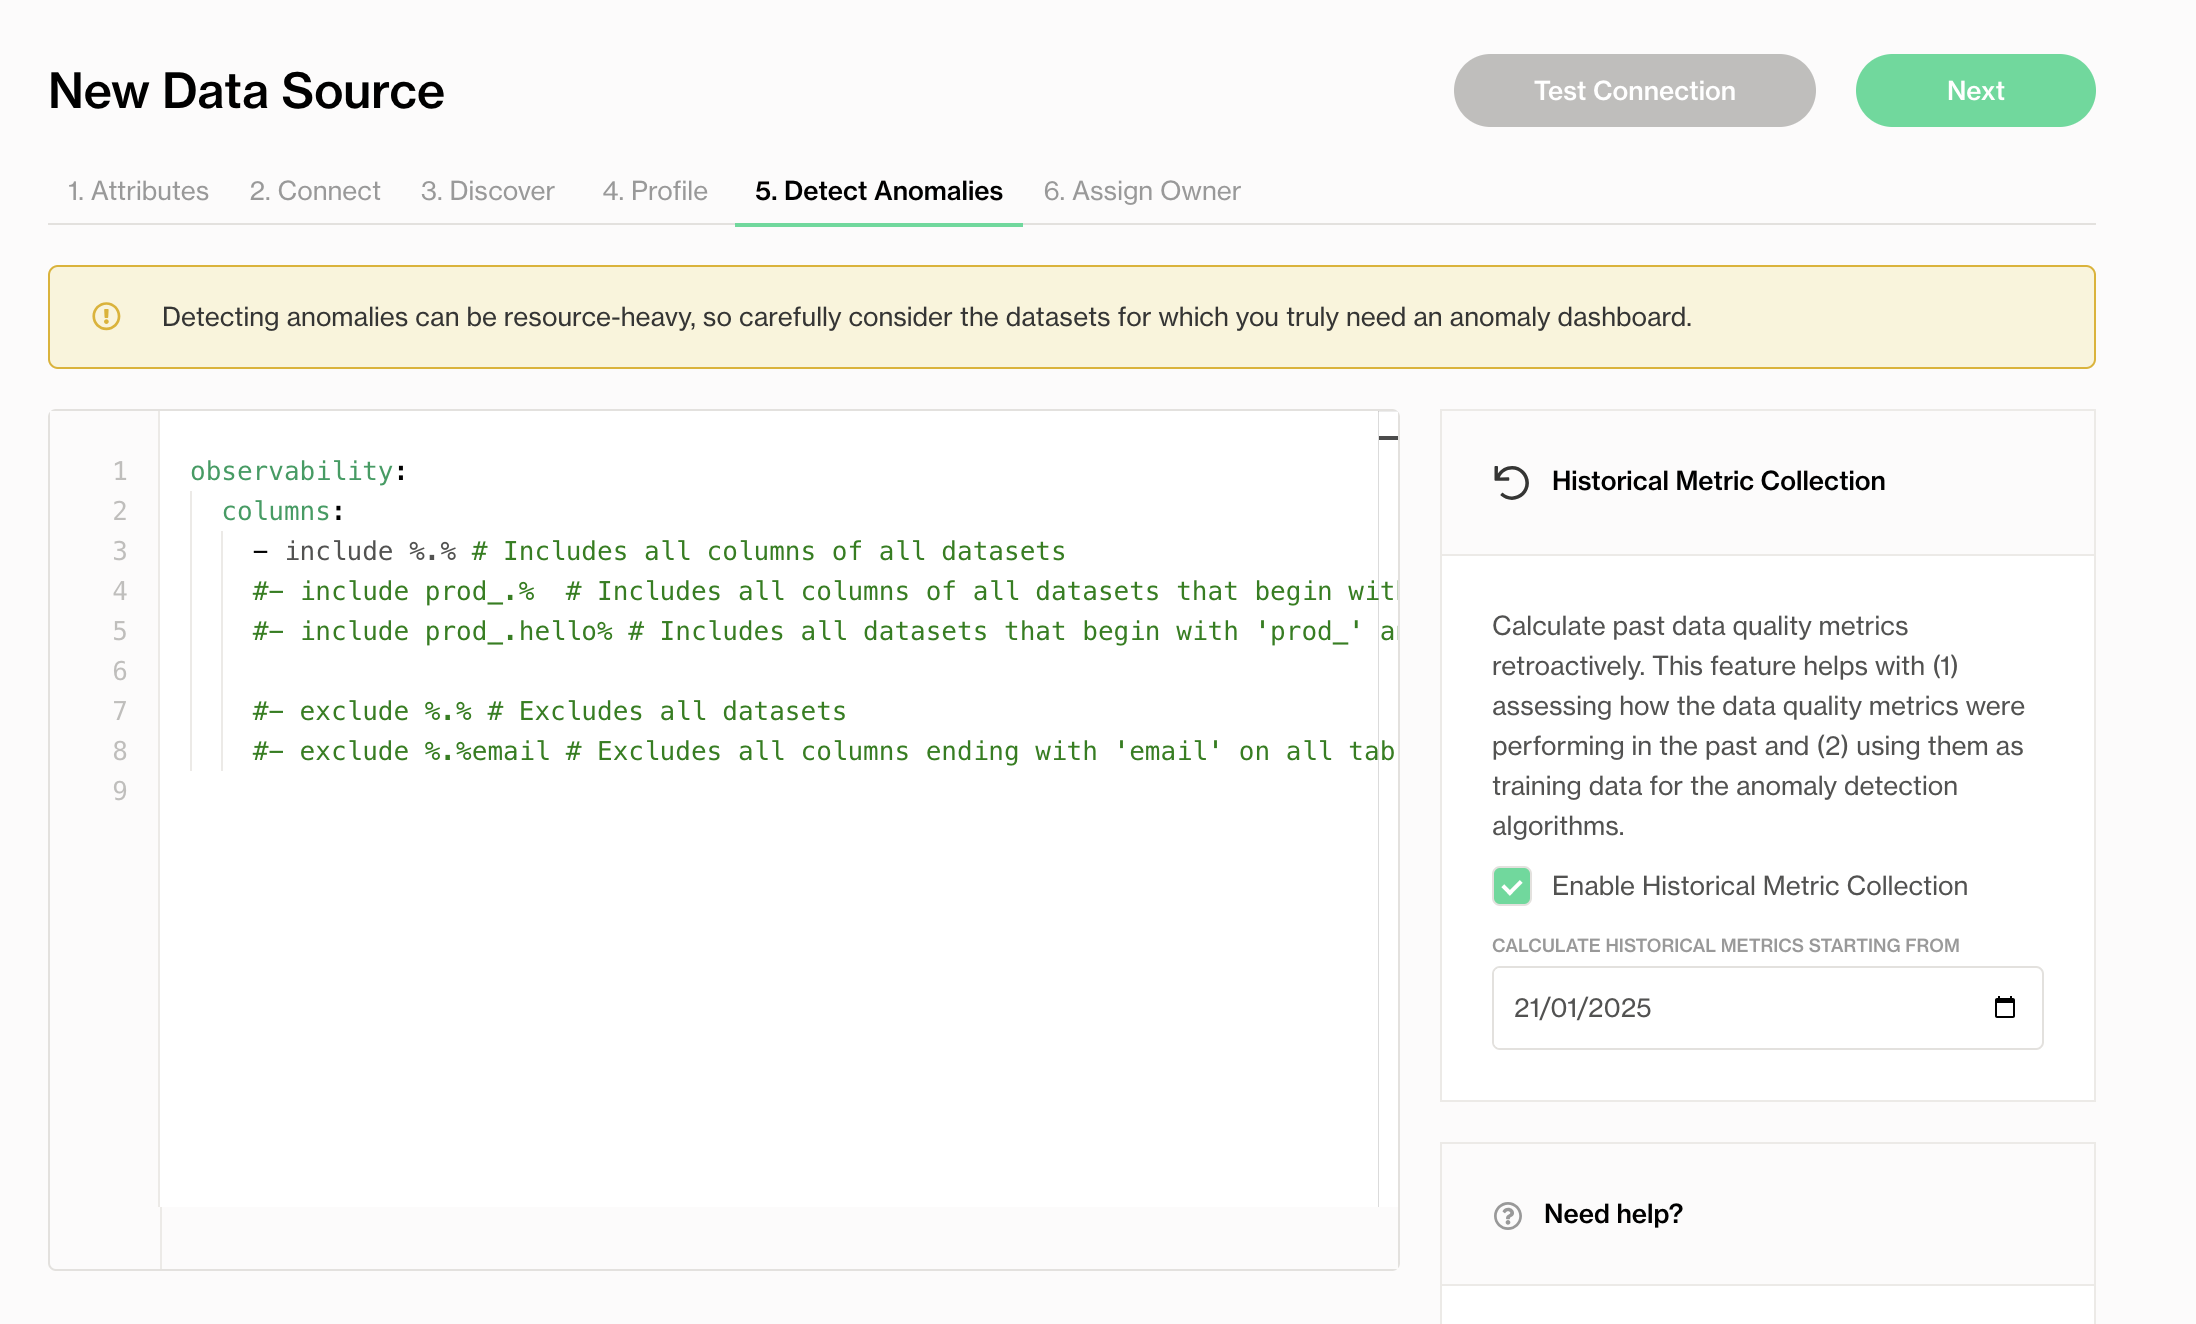 New Data Source
Test Connection
Next
1. Attributes
2. Connect
3. Discover
4. Profile
5. Detect Anomalies
6. Assign Owner
Detecting anomalies can be resource-heavy, so carefully consider the datasets for which you truly need an anomaly dashboard.
1 observability:
2 columns:
3 - include %.% # Includes all columns of all datasets
4 #- include prod_.%  # Includes all columns of all datasets that begin with
5 #- include prod_.hello% # Includes all datasets that begin with 'prod_'
6
7 #- exclude %.% # Excludes all datasets
8 #- exclude %.%email # Excludes all columns ending with 'email' on all tab
9
Historical Metric Collection
Calculate past data quality metrics
retroactively. This feature helps with (1)
assessing how the data quality metrics were
performing in the past and (2) using them as
training data for the anomaly detection
algorithms.
Enable Historical Metric Collection
CALCULATE HISTORICAL METRICS STARTING FROM
21/01/2025
Need help?